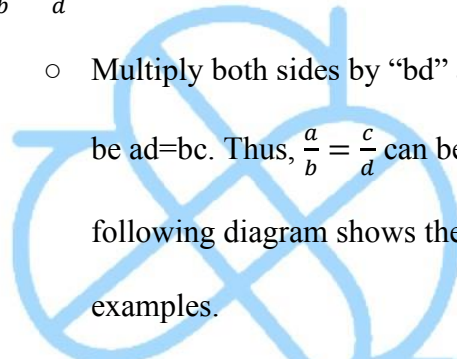 b d
○ Multiply both sides by “bd”
be ad=bc. Thus, a/b = c/d can be
following diagram shows the
examples.